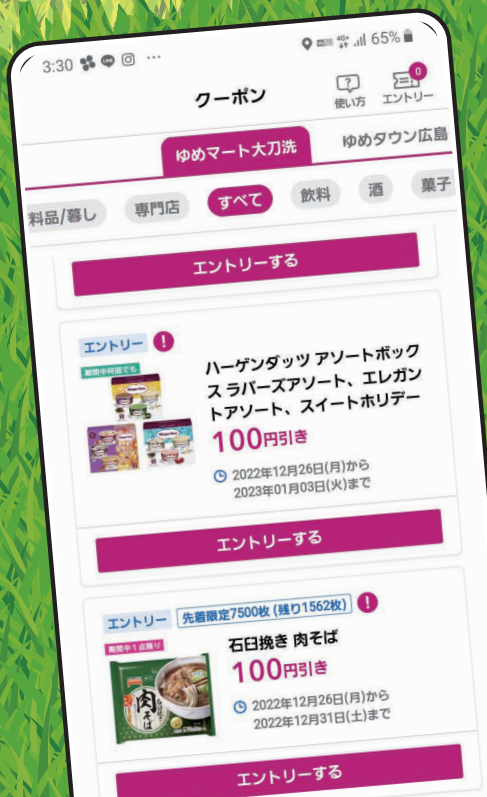 3:30
65%
クーポン
使い方
エントリー
0
ゆめマート大刀洗
ゆめタウン広島
料品/暮し
専門店
すべて
飲料
酒
菓子
エントリーする
エントリー
期間中何回でも
ハーゲンダッツ アソートボック
ス ラバーズアソート、エレガン
トアソート、スイートホリデー
100円引き
2022年12月26日(月)から
2023年01月03日(火)まで
エントリーする
エントリー
先着限定7500枚 (残り1562枚)
期間中1点限り
石臼挽き 肉そば
100円引き
肉そば
2022年12月26日(月)から
2022年12月31日(土)まで
エントリーする